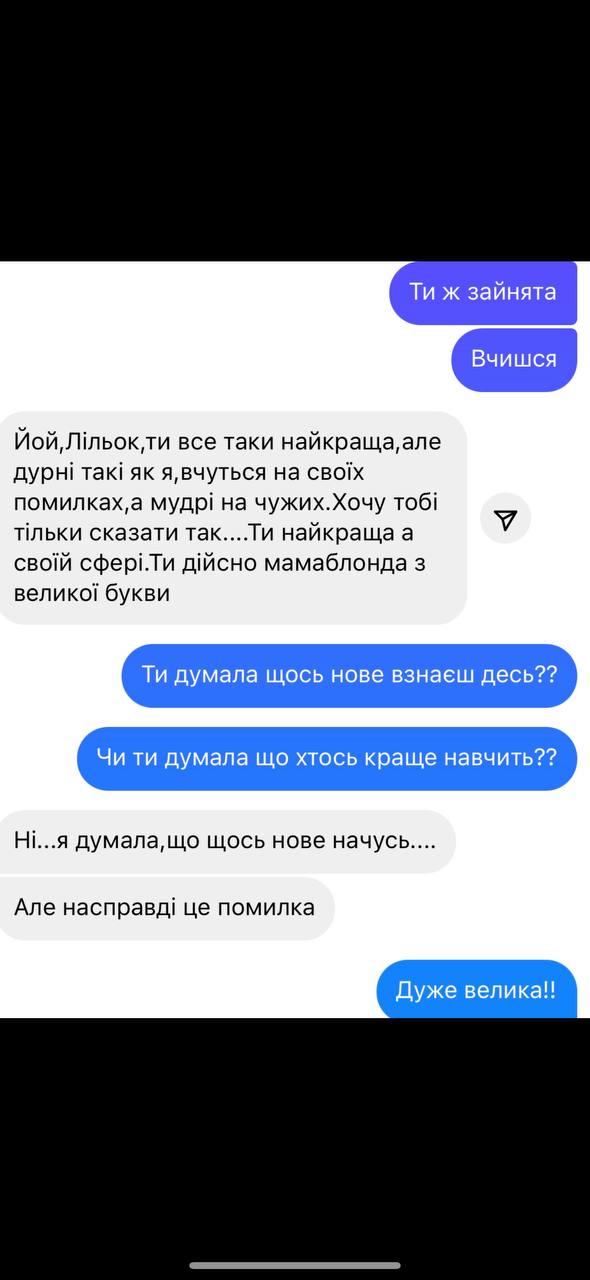 Ти ж зайнята
Вчишся
Йой,Лільок,ти все таки найкраща,але
дурні такі як я,вчуться на своїх
помилках,а мудрі на чужих.Хочу тобі
тільки сказати так....Ти найкраща а
своїй сфері.Ти дійсно мамаблонда з
великої букви
Ти думала щось нове взнаєш десь??
Чи ти думала що хтось краще навчить??
Ні...я думала,що щось нове начусь....
Але насправді це помилка
Дуже велика!!